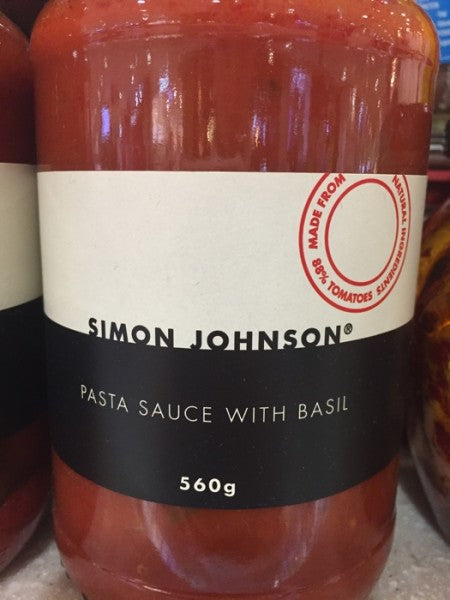 MADE FROM NATURAL INGREDIENTS
88% TOMATOES
SIMON JOHNSON®
PASTA SAUCE WITH BASIL
560g